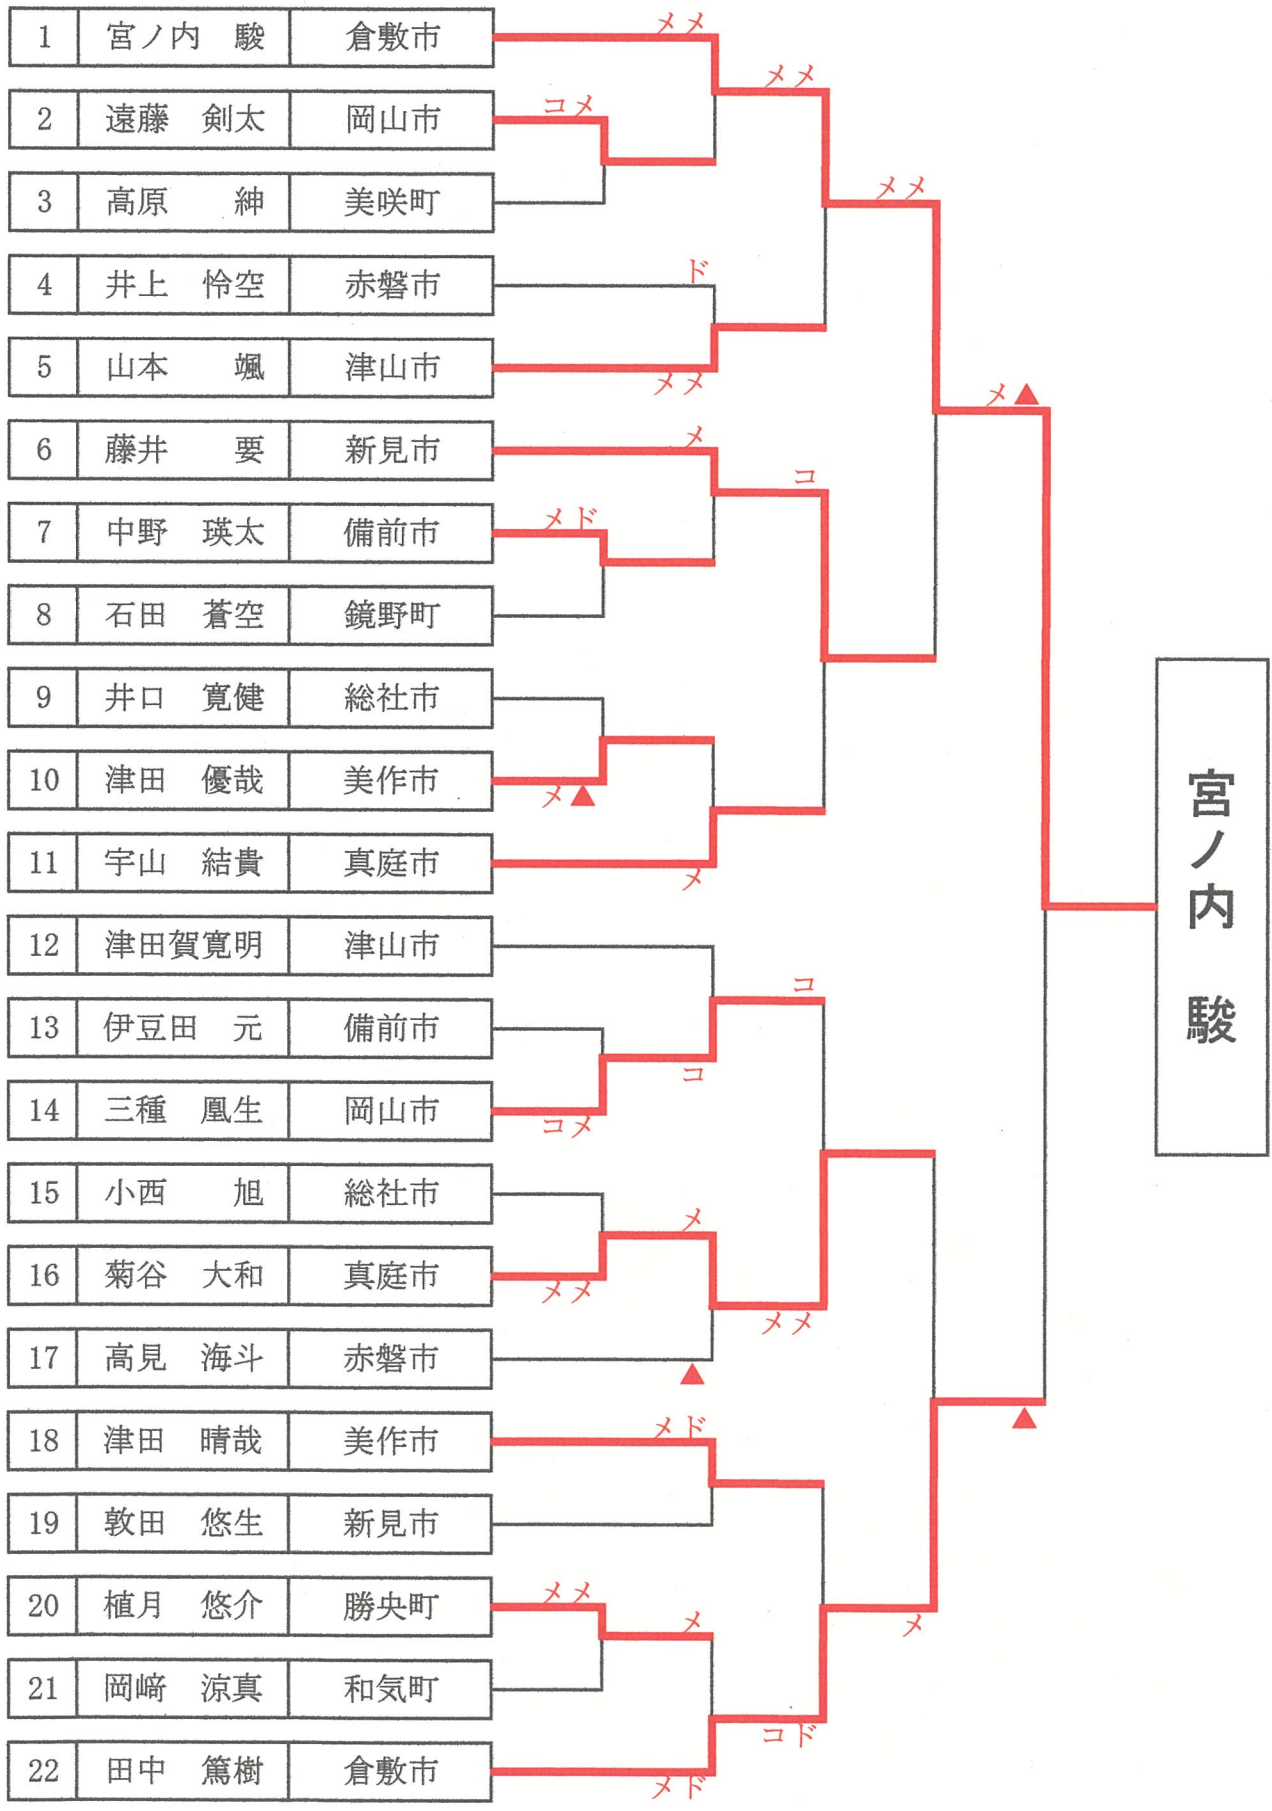 1 宮ノ内 駿 倉敷市
メメ
メメ
2 遠藤 剣太 岡山市
コメ
3 高原 紳 美咲町
メメ
4 井上 怜空 赤磐市
ド
5 山本 颯 津山市
メメ
メ▲
6 藤井 要 新見市
メ
コ
7 中野 瑛太 備前市
メド
8 石田 蒼空 鏡野町
9 井口 寛健 総社市
10 津田 優哉 美作市
メ▲
11 宇山 結貴 真庭市
メ
宮ノ内 駿
12 津田賀寛明 津山市
コ
13 伊豆田 元 備前市
コ
14 三種 凰生 岡山市
コメ
15 小西 旭 総社市
メ
16 菊谷 大和 真庭市
メメ
メメ
17 高見 海斗 赤磐市
▲
18 津田 晴哉 美作市
メド
▲
19 敦田 悠生 新見市
20 植月 悠介 勝央町
メメ
メ
メ
21 岡﨑 涼真 和気町
コド
22 田中 篤樹 倉敷市
メド